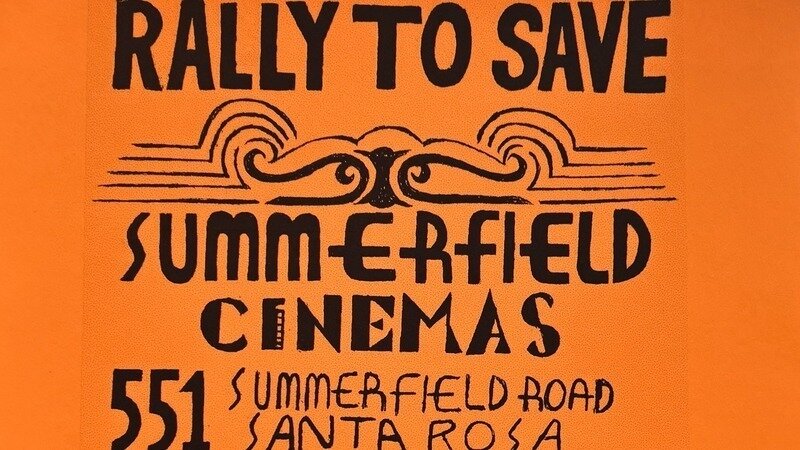 RALLY TO SAVE
SUMMERFIELD
CINEMAS
551 SUMMERFIELD ROAD
SANTA ROSA